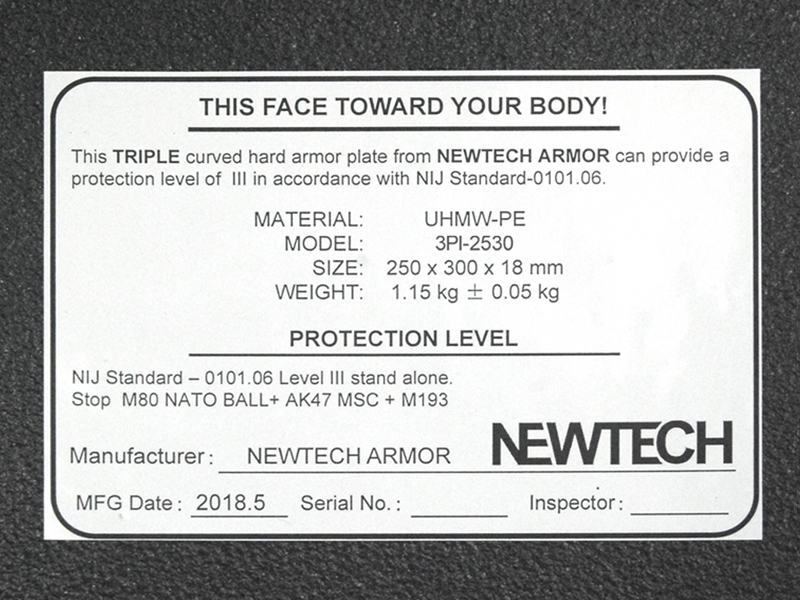 THIS FACE TOWARD YOUR BODY!
This TRIPLE curved hard armor plate from NEWTECH ARMOR can provide a
protection level of III in accordance with NIJ Standard-0101.06.
MATERIAL: UHMW-PE
MODEL: 3PI-2530
SIZE: 250 x 300 x 18 mm
WEIGHT: 1.15 kg ± 0.05 kg
PROTECTION LEVEL
NIJ Standard – 0101.06 Level III stand alone.
Stop M80 NATO BALL+ AK47 MSC + M193
Manufacturer: NEWTECH ARMOR NEWTECH
MFG Date: 2018.5 Serial No.: Inspector: